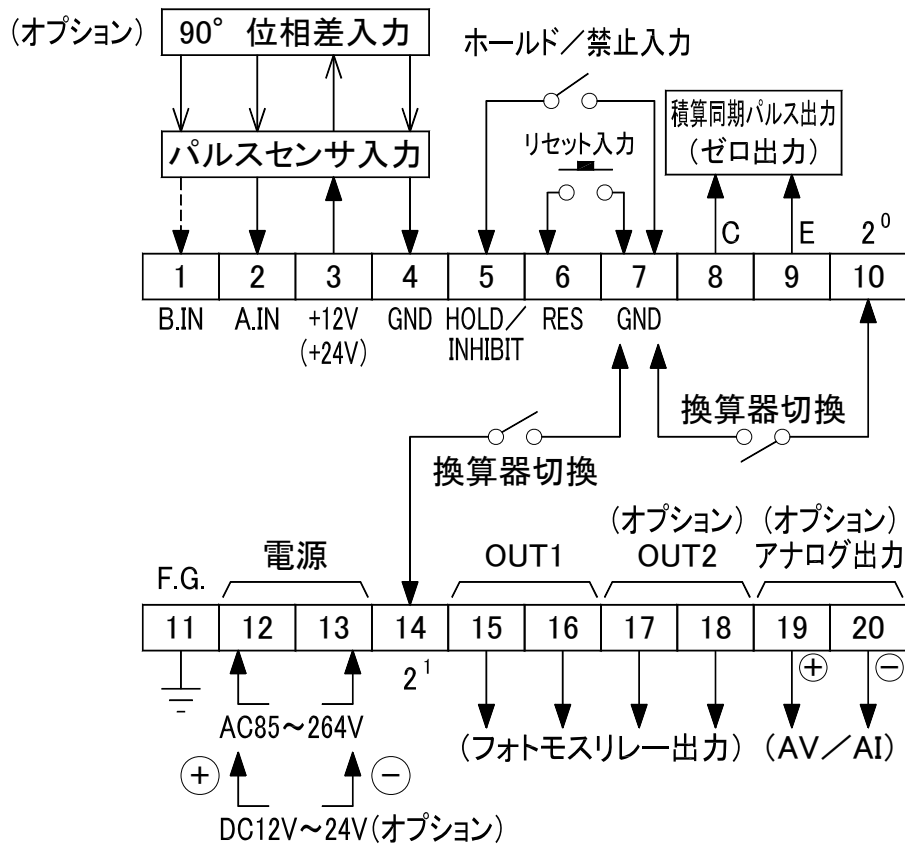 (オプション) 90° 位相差入力
ホールド／禁止入力
パルスセンサ入力
リセット入力
積算同期パルス出力
(ゼロ出力)
C E 2⁰
1 2 3 4 5 6 7 8 9 10
B.IN A.IN +12V GND HOLD／ RES GND
(+24V) INHIBIT
換算器切換
換算器切換
(オプション) (オプション)
F.G. 電源 OUT1 OUT2 アナログ出力
11 12 13 14 15 16 17 18 19 20
2¹ + −
AC85～264V
(フォトモスリレー出力) (AV／AI)
+ −
DC12V～24V(オプション)